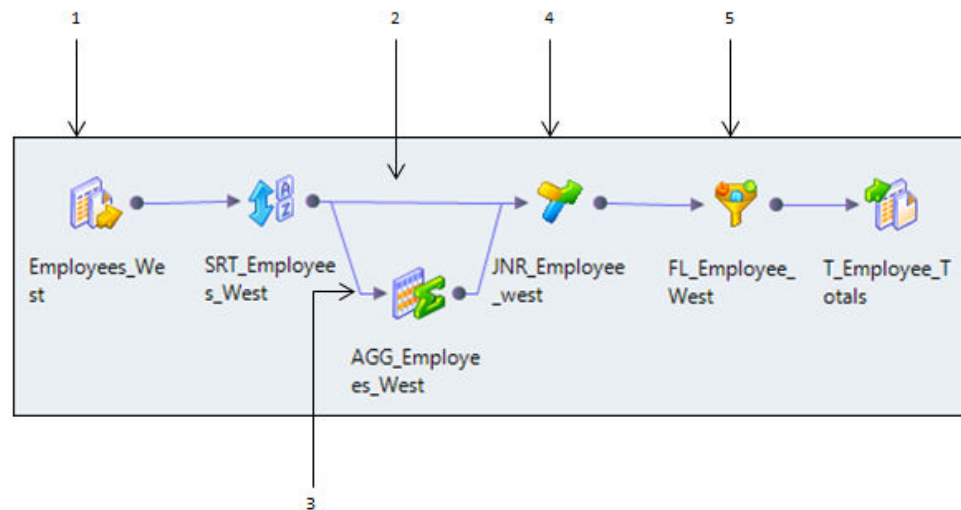 1
2
4
5
A
Z
Employees_We
st
SRT_Employee
s_West
JNR_Employee
_west
FL_Employee_
West
T_Employee_T
otals
AGG_Employe
es_West
3